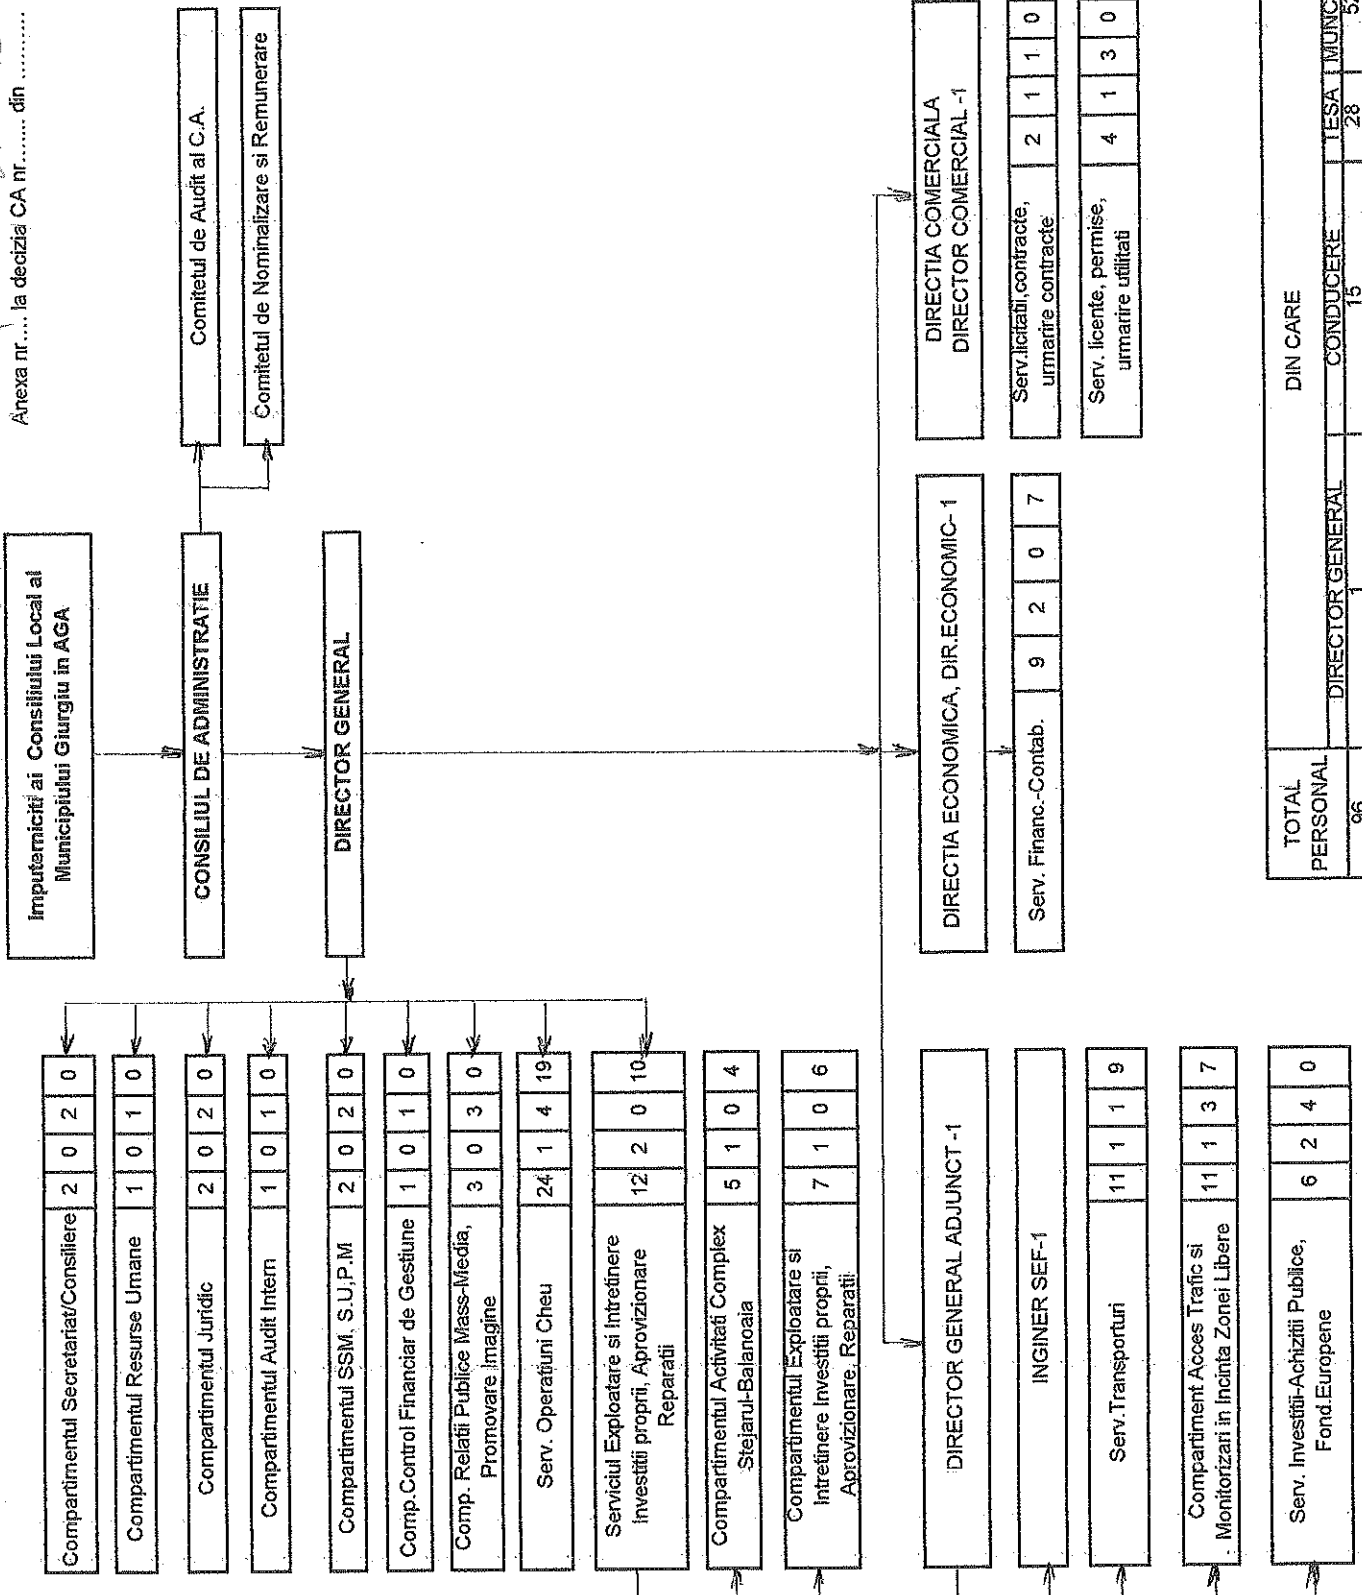 Anexa nr.... la decizia CA nr....... din ...........
Imputerniciti ai Consiliului Local al
Municipiului Giurgiu in AGA
CONSILIUL DE ADMINISTRATIE
Comitetul de Audit al C.A.
Comitetul de Nominalizare si Remunerare
DIRECTOR GENERAL
Compartimentul Secretariat/Consiliere 2 0 2 0
Compartimentul Resurse Umane 1 0 1 0
Compartimentul Juridic 2 0 2 0
Compartimentul Audit Intern 1 0 1 0
Compartimentul SSM, S.U,P.M 2 0 2 0
Comp.Control Financiar de Gestiune 1 0 1 0
Comp. Relatii Publice Mass-Media,
Promovare Imagine 3 0 3 0
Serv. Operațiuni Cheu 24 1 4 19
Serviciul Exploatare si Intretinere
Investitii proprii, Aprovizionare
Reparatii 12 2 0 10
Compartimentul Activitati Complex
Stejarul-Balanoaia 5 1 0 4
Compartimentul Exploatare si
Intretinere Investitii proprii,
Aprovizionare, Reparatii 7 1 0 6
DIRECTOR GENERAL ADJUNCT -1
INGINER SEF-1
Serv.Transporturi 11 1 1 9
Compartiment Acces Trafic si
Monitorizari in Incinta Zonei Libere 11 1 3 7
Serv. Investitii-Achizitii Publice,
Fond.Europene 6 2 4 0
DIRECTIA ECONOMICA, DIR.ECONOMIC- 1
Serv. Financ.-Contab. 9 2 0 7
DIRECTIA COMERCIALA
DIRECTOR COMERCIAL -1
Serv.licitatii,contracte,
urmarire contracte 2 1 1 0
Serv. licente, permise,
urmarire utilitati 4 1 3 0
TOTAL
PERSONAL
DIN CARE
DIRECTOR GENERAL CONDUCERE TESA
96 1 15 28